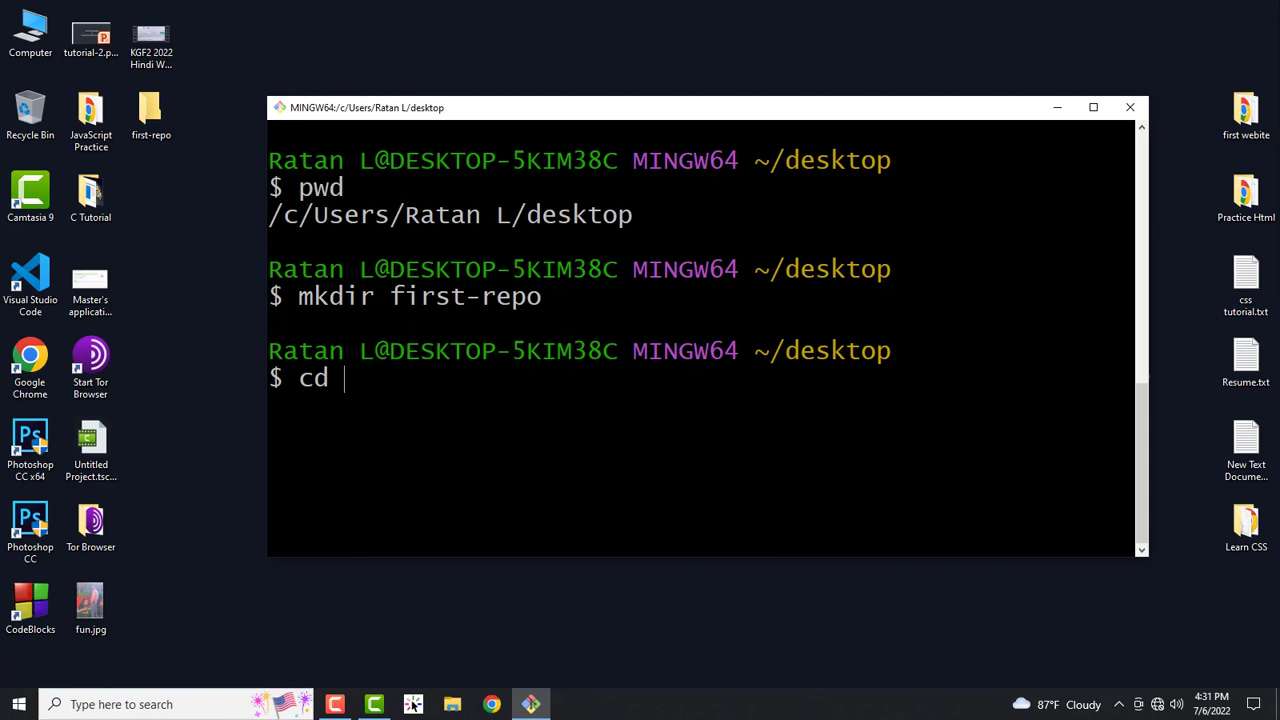 Computer
tutorial-2.p...
KGF2 2022
Hindi W...
Recycle Bin
JavaScript
Practice
first-repo
Camtasia 9
C Tutorial
Visual Studio
Code
Master's
applicati...
Google
Chrome
Start Tor
Browser
Photoshop
CC x64
Untitled
Project.tsc...
Photoshop
CC
Tor Browser
CodeBlocks
fun.jpg
MINGW64:/c/Users/Ratan L/desktop
Ratan L@DESKTOP-5KIM38C MINGW64 ~/desktop
$ pwd
/c/Users/Ratan L/desktop
Ratan L@DESKTOP-5KIM38C MINGW64 ~/desktop
$ mkdir first-repo
Ratan L@DESKTOP-5KIM38C MINGW64 ~/desktop
$ cd
first webite
Practice Html
css
tutorial.txt
Resume.txt
New Text
Docume...
Learn CSS
Type here to search
87°F Cloudy
4:31 PM
7/6/2022